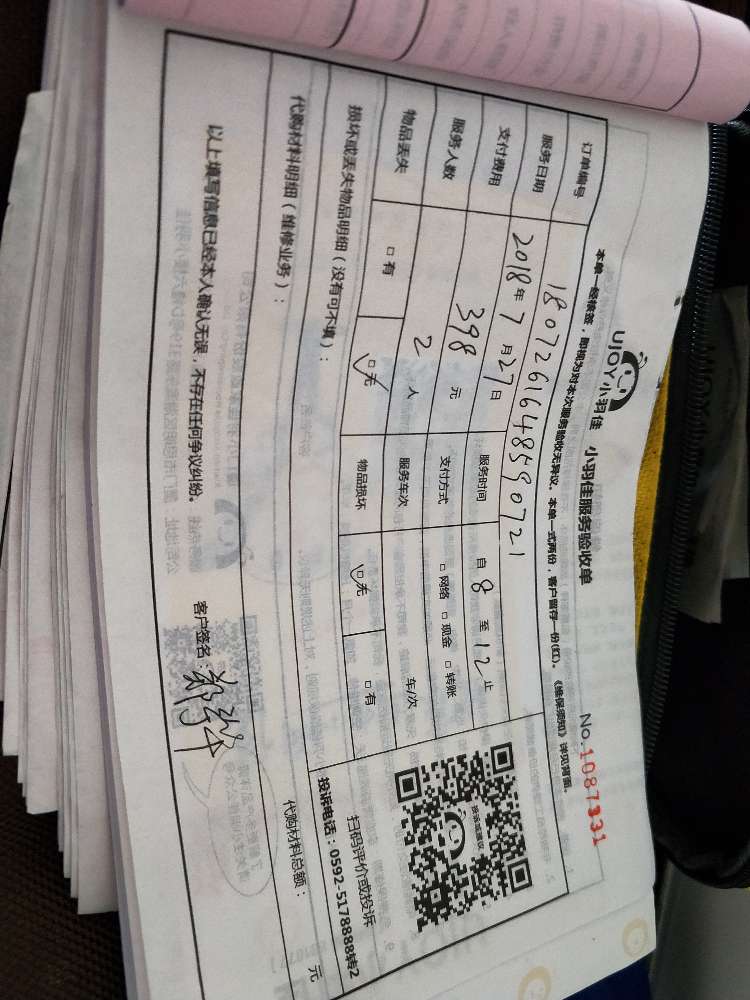 UJOY小羽佳 小羽佳服务验收单 No.1087331
本单一经核签,即视为对本次服务验收无异议。本单一式两份,客户留存一份(红)。《维保须知》详见背面。
订单编号 1807261648590721
服务日期 2018年7月27日 服务时间 自8至12止
支付费用 398元 支付方式 □网络 □现金 □转账
服务人数 2人 服务车次 车/次
物品丢失 □有 □无 物品损坏 □无 □有
损坏或丢失物品明细(没有可不填):
扫码评价或投诉
投诉电话:0592-5178888转2
代购材料明细(维修业务): 代购材料总额: 元
以上填写信息已经本人确认无误,不存在任何争议纠纷。 客户签名: